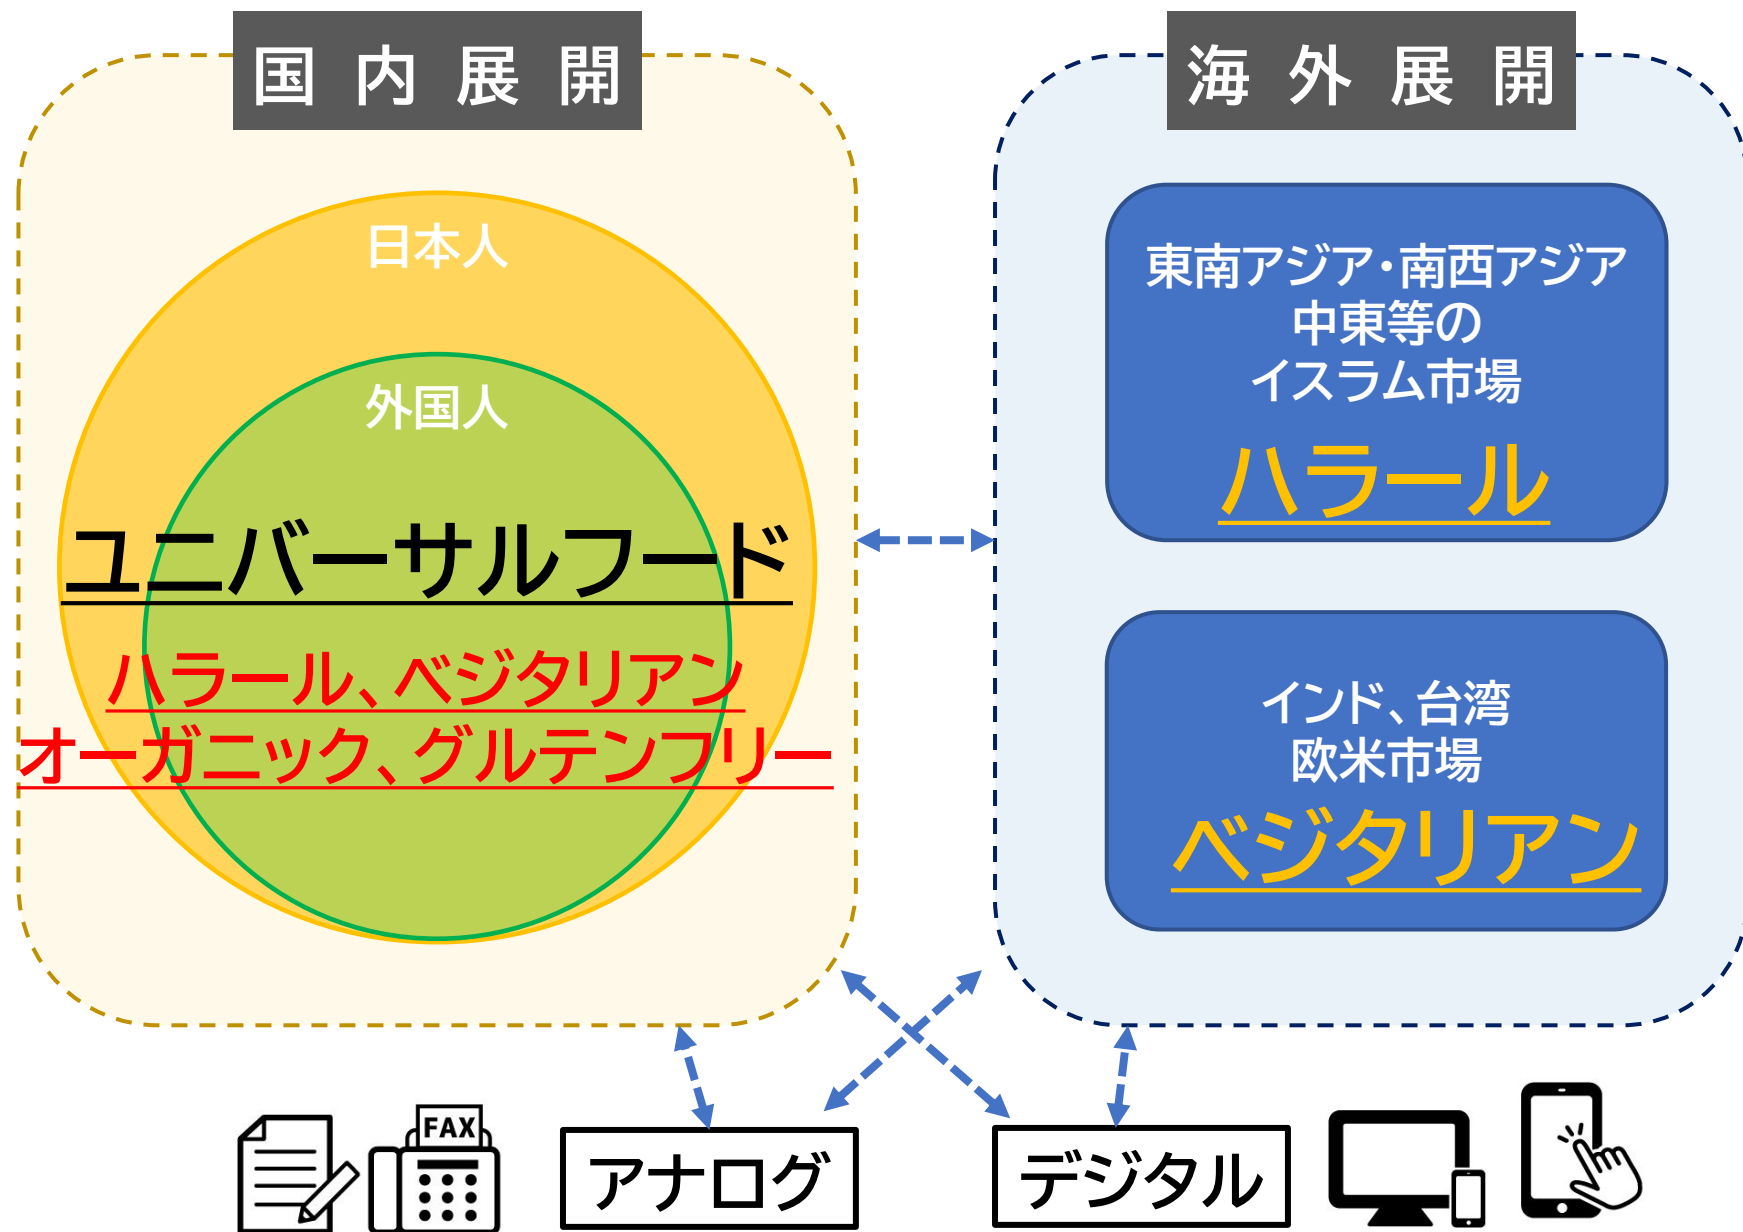 国内展開
日本人
外国人
ユニバーサルフード
ハラール、ベジタリアン
オーガニック、グルテンフリー
海外展開
東南アジア・南西アジア
中東等の
イスラム市場
ハラール
インド、台湾
欧米市場
ベジタリアン
FAX
アナログ
デジタル